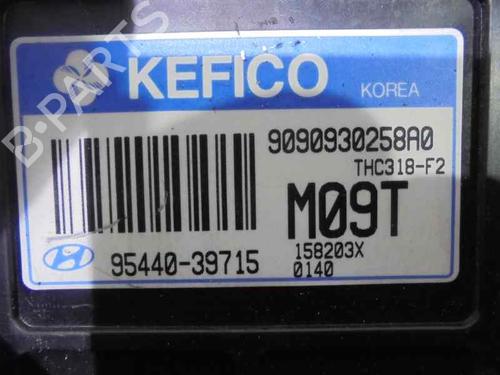 KEFICO KOREA
9090930258A0
THC318-F2
M09T
95440-39715
158203X
0140
B-PARTS